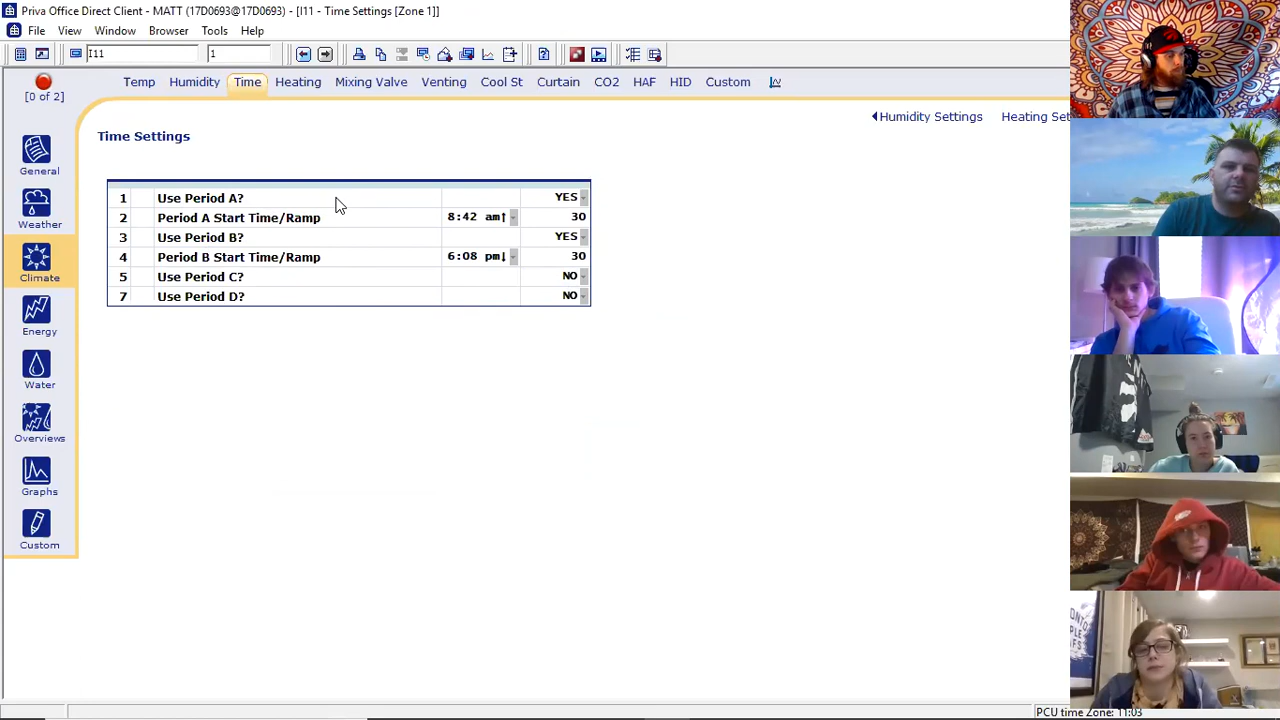 Priva Office Direct Client - MATT (17D0693@17D0693) - [I11 - Time Settings [Zone 1]]
File View Window Browser Tools Help
I11 1
[0 of 2] Temp Humidity Time Heating Mixing Valve Venting Cool St Curtain CO2 HAF HID Custom
Humidity Settings Heating Set
Time Settings
1 Use Period A? YES
2 Period A Start Time/Ramp 8:42 am↑ 30
3 Use Period B? YES
4 Period B Start Time/Ramp 6:08 pm↓ 30
5 Use Period C? NO
7 Use Period D? NO
General
Weather
Climate
Energy
Water
Overviews
Graphs
Custom
PCU time Zone: 11:03